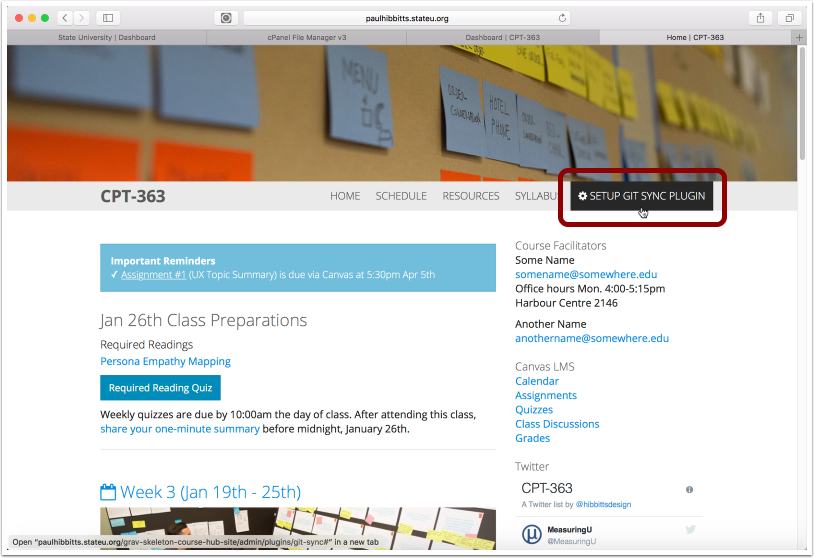 paulhibbitts.stateu.org
State University | Dashboard
cPanel File Manager v3
Dashboard | CPT-363
Home | CPT-363
MENU
HOTEL PHONE
CPT-363
HOME
SCHEDULE
RESOURCES
SYLLABU
SETUP GIT SYNC PLUGIN
Important Reminders
✓ Assignment #1 (UX Topic Summary) is due via Canvas at 5:30pm Apr 5th
Jan 26th Class Preparations
Required Readings
Persona Empathy Mapping
Required Reading Quiz
Weekly quizzes are due by 10:00am the day of class. After attending this class,
share your one-minute summary before midnight, January 26th.
Week 3 (Jan 19th - 25th)
Course Facilitators
Some Name
somename@somewhere.edu
Office hours Mon. 4:00-5:15pm
Harbour Centre 2146
Another Name
anothername@somewhere.edu
Canvas LMS
Calendar
Assignments
Quizzes
Class Discussions
Grades
Twitter
CPT-363
A Twitter list by @hibbittsdesign
MeasuringU
@MeasuringU
Open "paulhibbitts.stateu.org/grav-skeleton-course-hub-site/admin/plugins/git-sync#" in a new tab